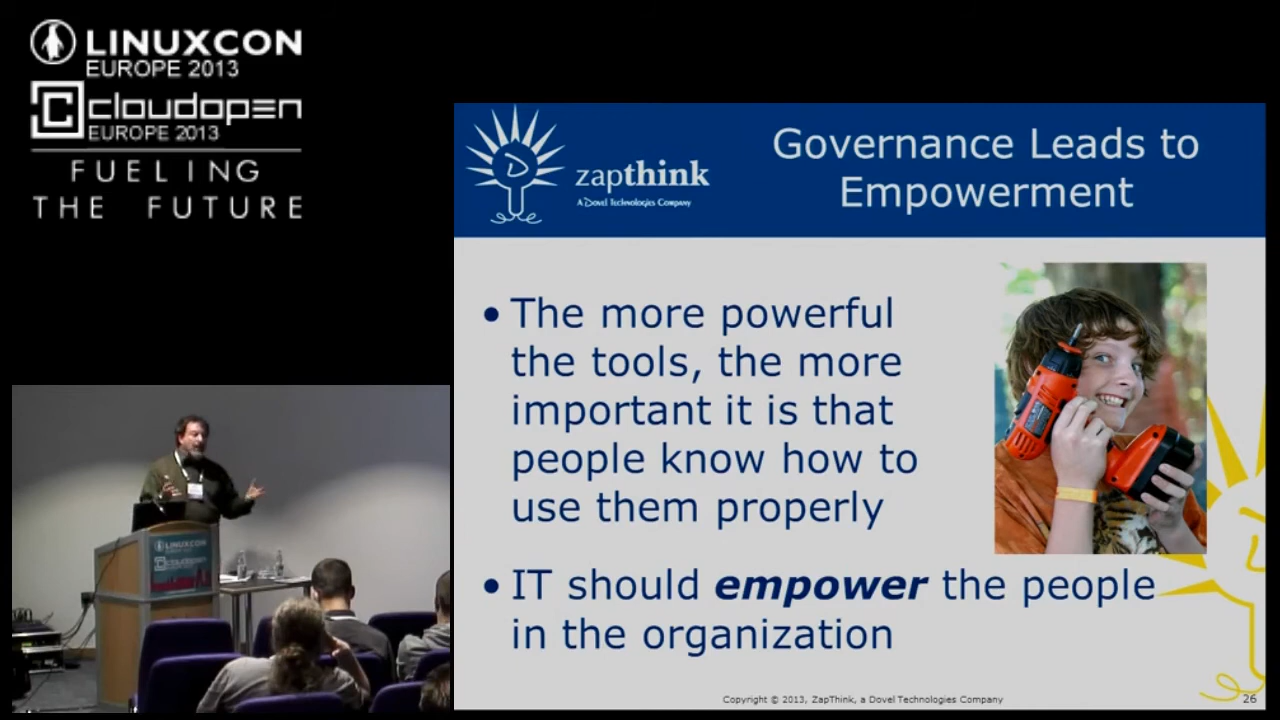 LINUXCON
EUROPE 2013
cloudopen
EUROPE 2013
FUELING
THE FUTURE
zapthink
A Dovel Technologies Company
Governance Leads to
Empowerment
• The more powerful
the tools, the more
important it is that
people know how to
use them properly
• IT should empower the people
in the organization
Copyright © 2013, ZapThink, a Dovel Technologies Company
26
LINUXCON
cloudopen